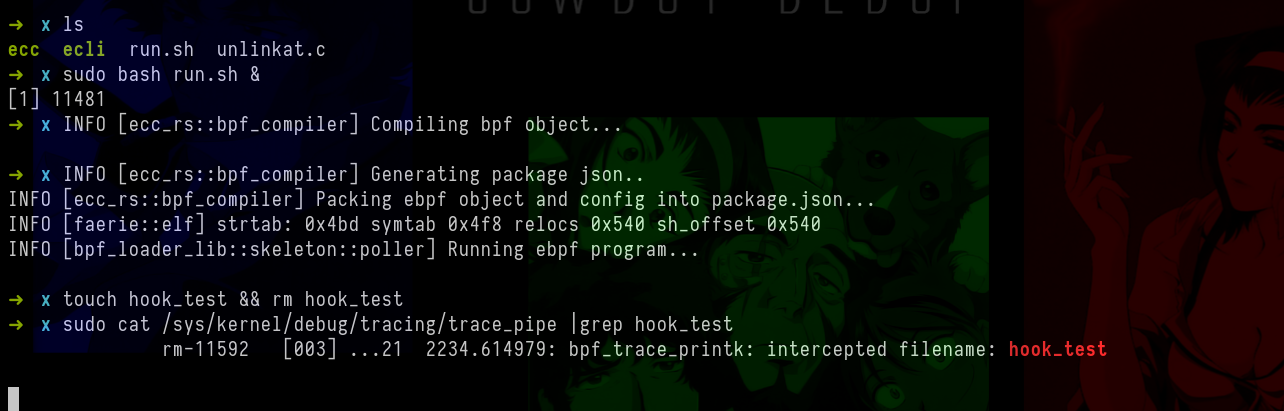 COWBOY BEBOP
→ x ls
ecc  ecli  run.sh  unlinkat.c
→ x sudo bash run.sh &
[1] 11481
→ x INFO [ecc_rs::bpf_compiler] Compiling bpf object...
→ x INFO [ecc_rs::bpf_compiler] Generating package json..
INFO [ecc_rs::bpf_compiler] Packing ebpf object and config into package.json...
INFO [faerie::elf] strtab: 0x4bd symtab 0x4f8 relocs 0x540 sh_offset 0x540
INFO [bpf_loader_lib::skeleton::poller] Running ebpf program...
→ x touch hook_test && rm hook_test
→ x sudo cat /sys/kernel/debug/tracing/trace_pipe |grep hook_test
rm-11592   [003] ...21  2234.614979: bpf_trace_printk: intercepted filename: hook_test